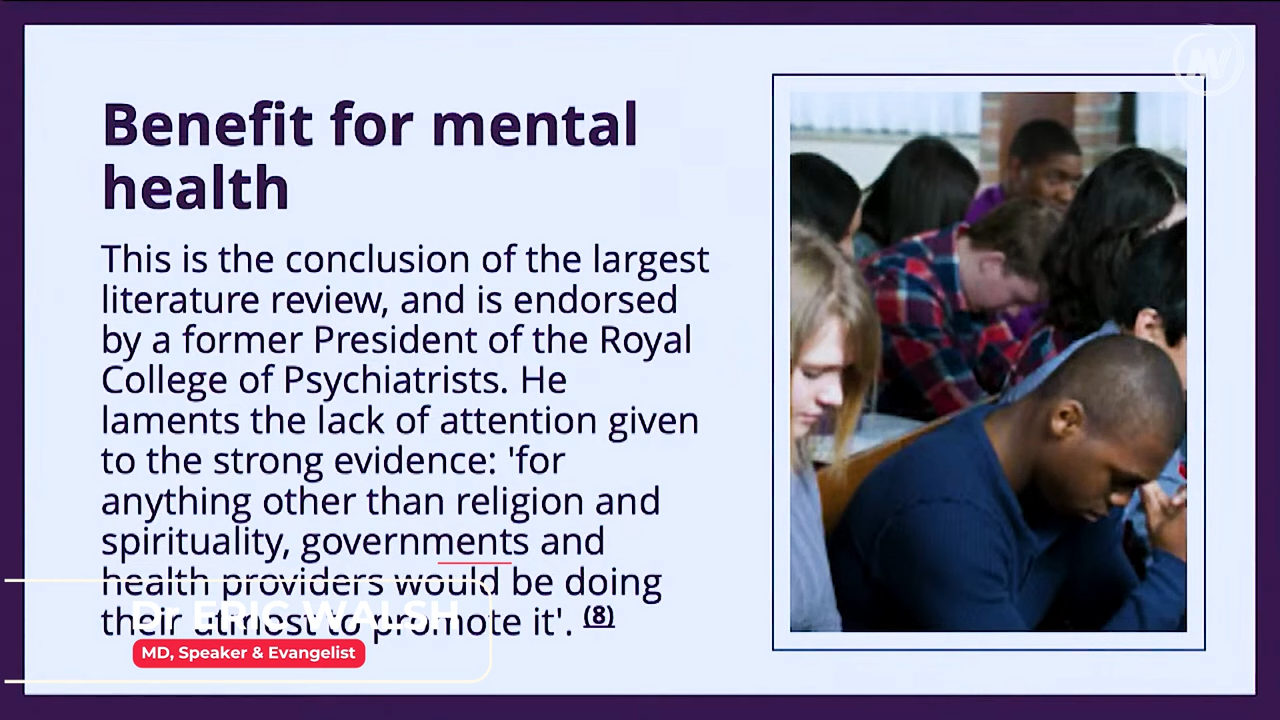 Benefit for mental
health
This is the conclusion of the largest
literature review, and is endorsed
by a former President of the Royal
College of Psychiatrists. He
laments the lack of attention given
to the strong evidence: 'for
anything other than religion and
spirituality, governments and
health providers would be doing
their utmost to promote it'. (8)
Dr ERIC WALSH
MD, Speaker & Evangelist
MV